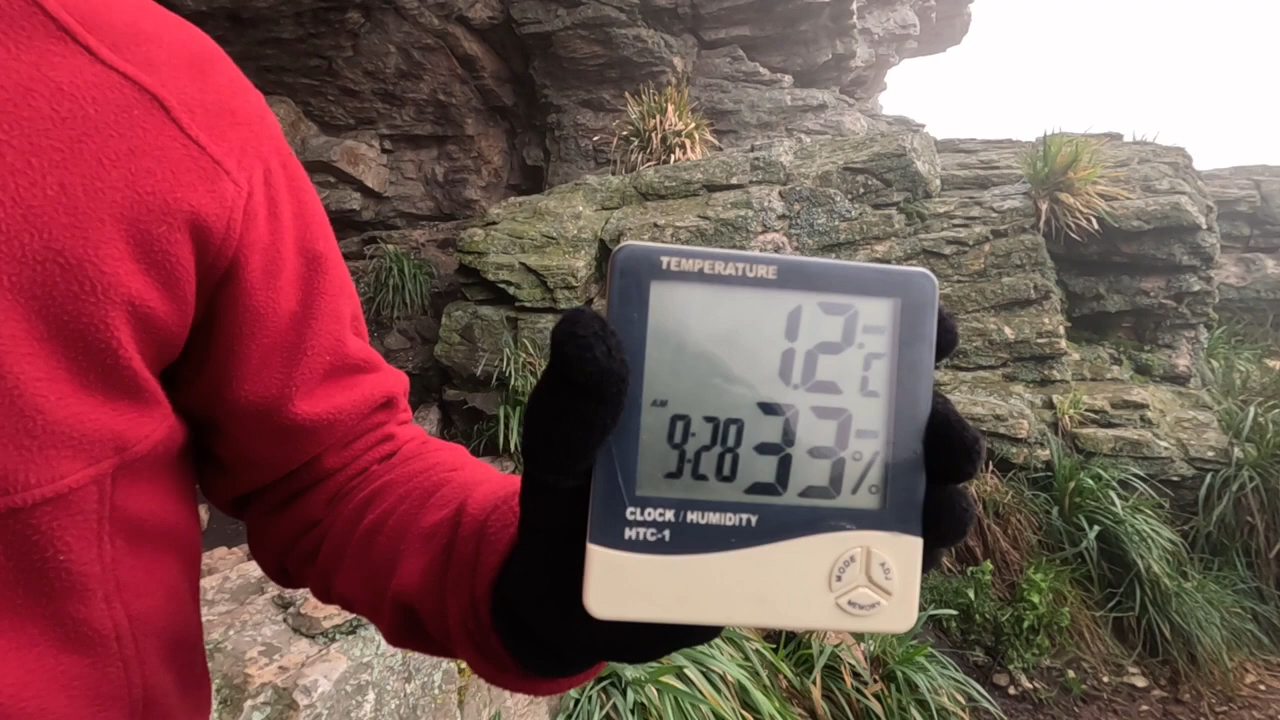 TEMPERATURE
1.2 °C
AM
9:28 33 %
CLOCK / HUMIDITY
HTC-1
MODE
ADJ
MEMORY